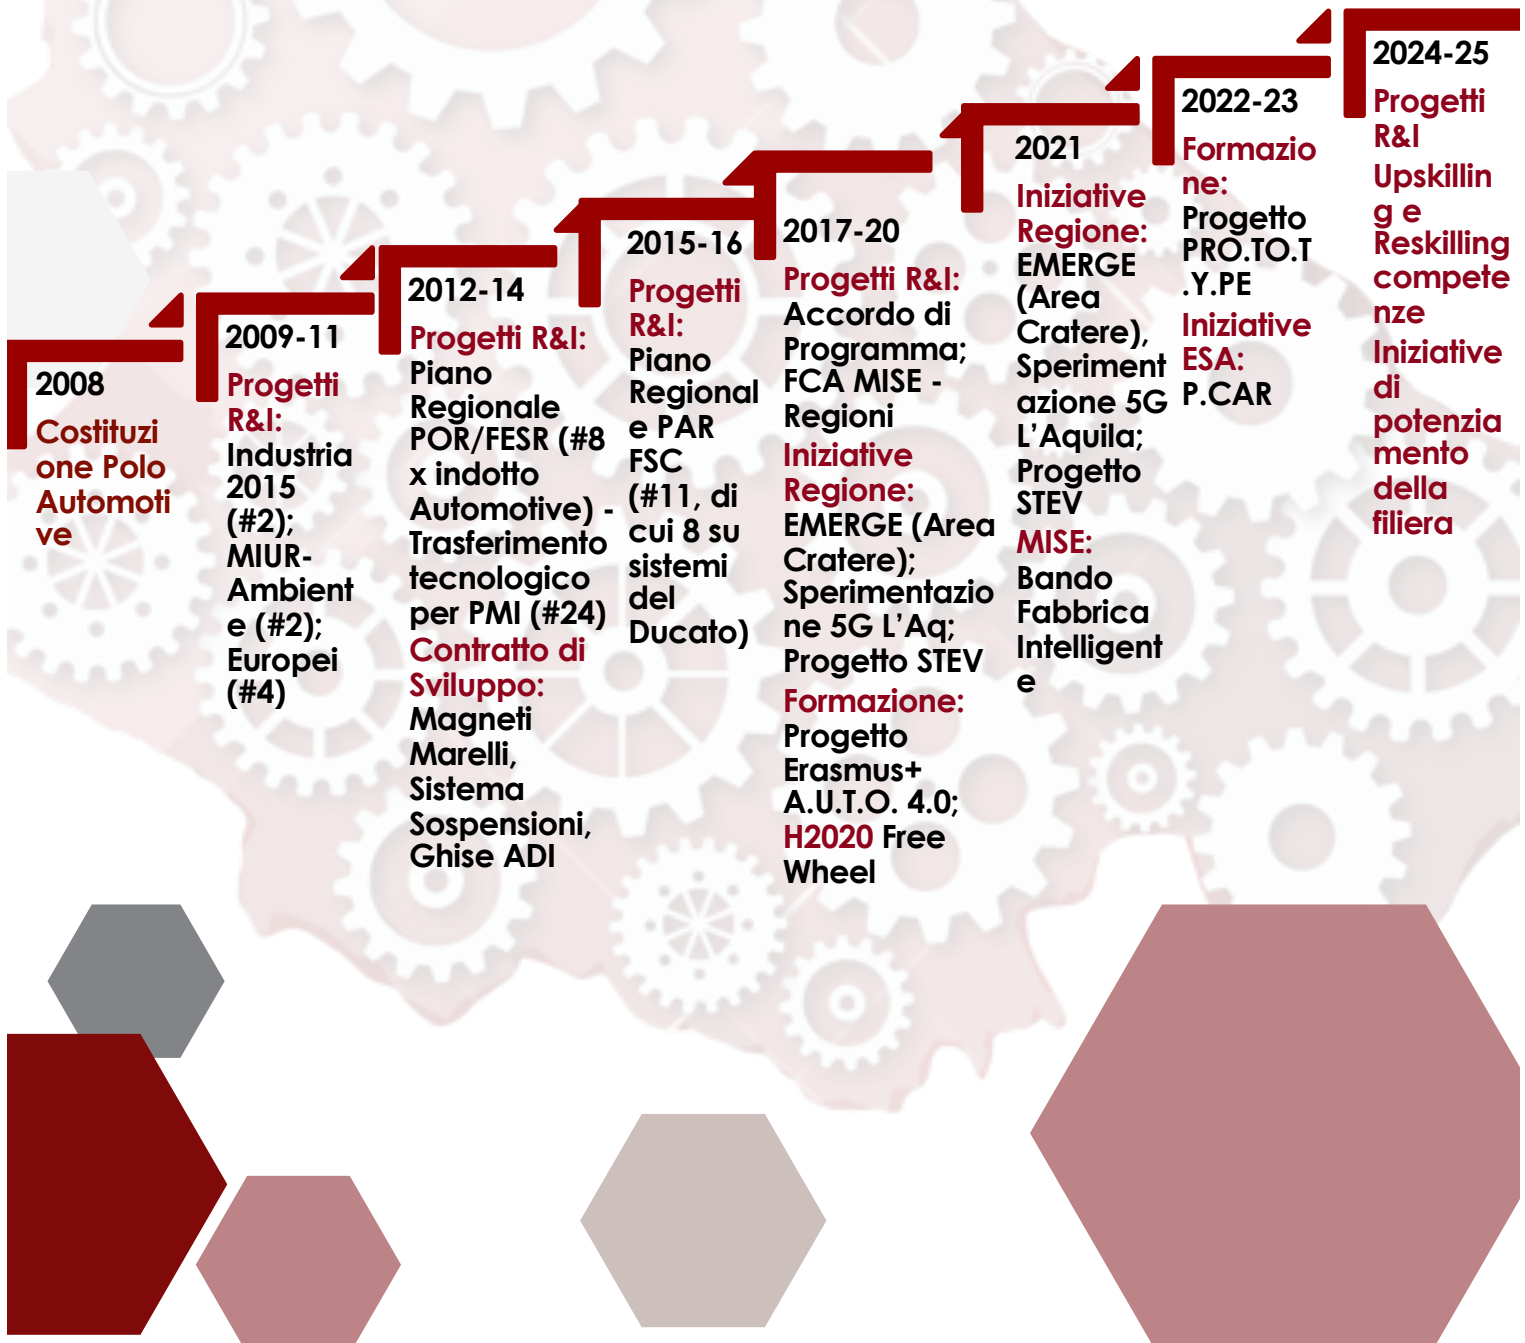 2008
Costituzi
one Polo
Automoti
ve
2009-11
Progetti
R&I:
Industria
2015
(#2);
MIUR-
Ambient
e (#2);
Europei
(#4)
2012-14
Progetti R&I:
Piano
Regionale
POR/FESR (#8
x indotto
Automotive) -
Trasferimento
tecnologico
per PMI (#24)
Contratto di
Sviluppo:
Magneti
Marelli,
Sistema
Sospensioni,
Ghise ADI
2015-16
Progetti
R&I:
Piano
Regional
e PAR
FSC
(#11, di
cui 8 su
sistemi
del
Ducato)
2017-20
Progetti R&I:
Accordo di
Programma;
FCA MISE -
Regioni
Iniziative
Regione:
EMERGE (Area
Cratere);
Sperimentazio
ne 5G L’Aq;
Progetto STEV
Formazione:
Progetto
Erasmus+
A.U.T.O. 4.0;
H2020 Free
Wheel
2021
Iniziative
Regione:
EMERGE
(Area
Cratere),
Speriment
azione 5G
L’Aquila;
Progetto
STEV
MISE:
Bando
Fabbrica
Intelligent
e
2022-23
Formazio
ne:
Progetto
PRO.TO.T
.Y.PE
Iniziative
ESA:
P.CAR
2024-25
Progetti
R&I
Upskillin
g e
Reskilling
compete
nze
Iniziative
di
potenzia
mento
della
filiera